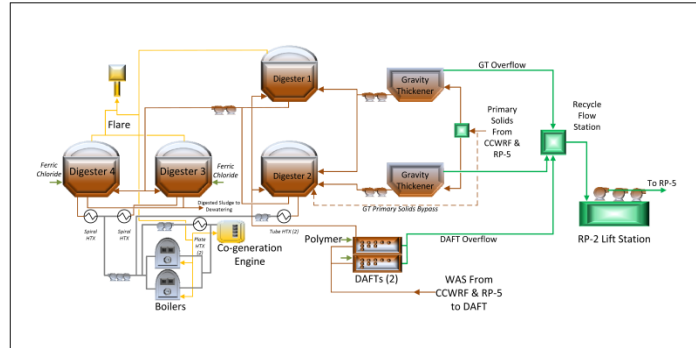 Digester 1
Gravity
Thickener
GT Overflow
Flare
Primary
Solids
From
CCWRF &
RP-5
Recycle
Flow
Station
Digester 4
Digester 3
Ferric
Chloride
Ferric
Chloride
Digester 2
Gravity
Thickener
To RP-5
Digested Sludge to
Dewatering
GT Primary Solids Bypass
Spiral
HTX
Spiral
HTX
Plate
HTX
(2)
Tube HTX (2)
Co-generation
Engine
Polymer
DAFT Overflow
RP-2 Lift Station
DAFTs (2)
Boilers
WAS From
CCWRF & RP-5
to DAFT